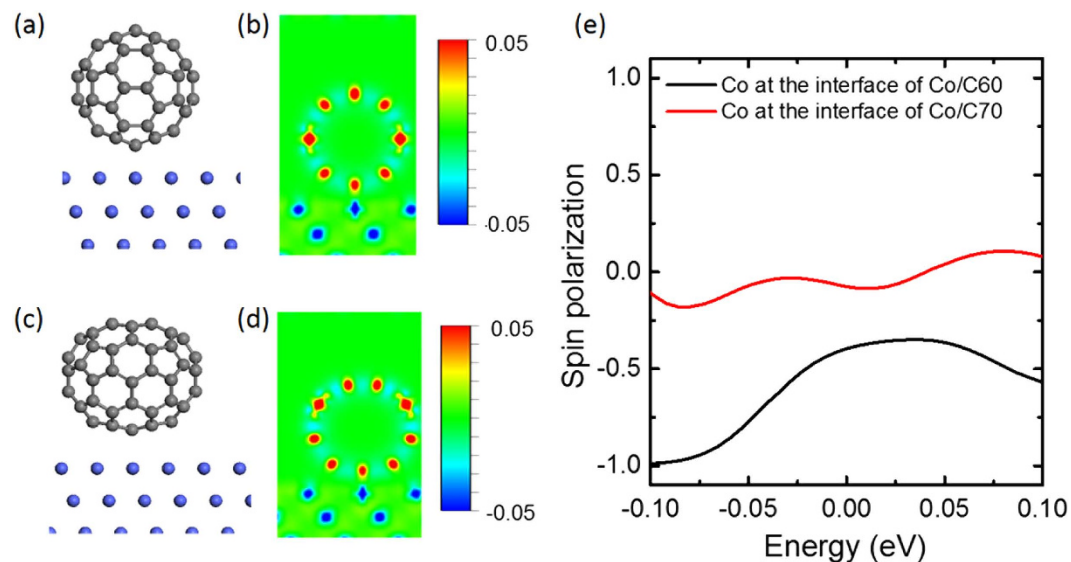 (a)
(b)
0.05
-0.05
(c)
(d)
0.05
-0.05
(e)
Co at the interface of Co/C60
Co at the interface of Co/C70
1.0
0.5
0.0
-0.5
-1.0
Spin polarization
-0.10
-0.05
0.00
0.05
0.10
Energy (eV)